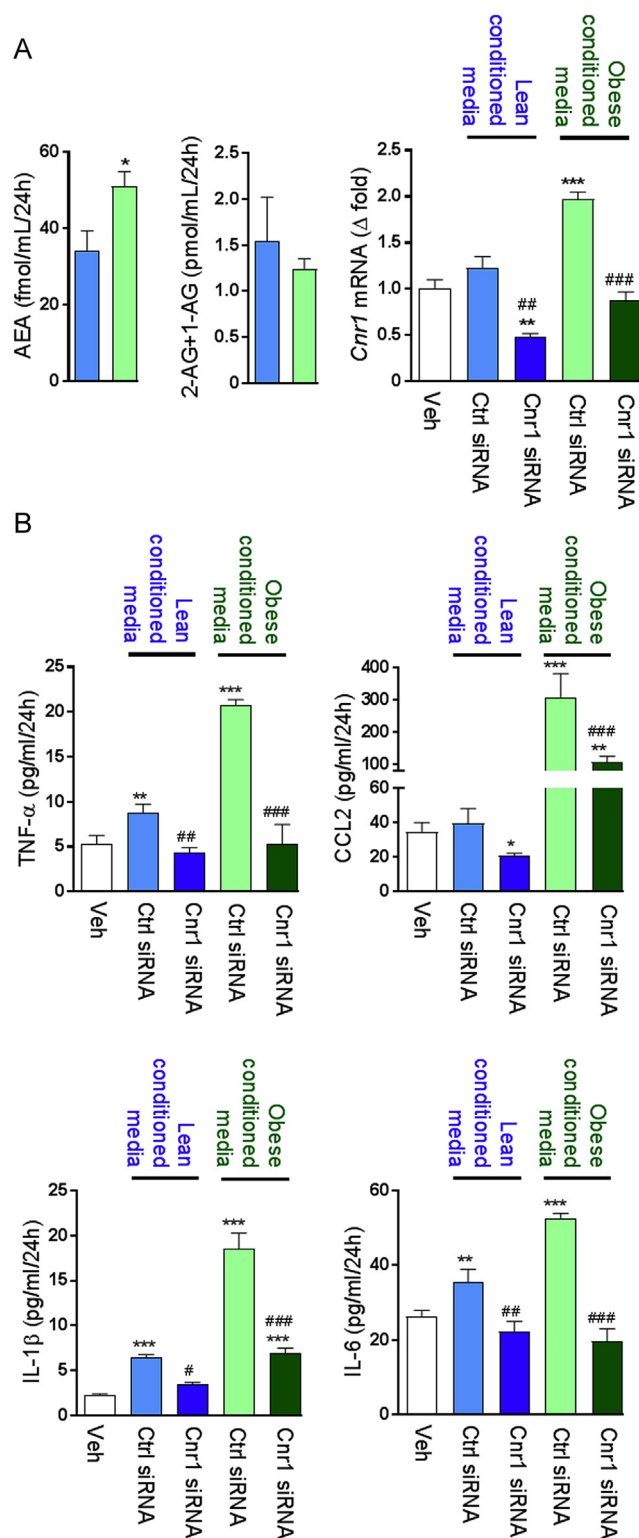 A
AEA (fmol/mL/24h)
60
40
20
0
*
2-AG+1-AG (pmol/mL/24h)
2.5
2.0
1.5
1.0
0.5
0.0
Lean
conditioned
media
Obese
conditioned
media
Cnr1 mRNA (Δ fold)
2.5
2.0
1.5
1.0
0.5
0.0
##
**
***
###
Veh
Ctrl siRNA
Cnr1 siRNA
Ctrl siRNA
Cnr1 siRNA
B
Lean
conditioned
media
Obese
conditioned
media
TNF-α (pg/ml/24h)
25
20
15
10
5
0
**
##
***
###
Veh
Ctrl siRNA
Cnr1 siRNA
Ctrl siRNA
Cnr1 siRNA
Lean
conditioned
media
Obese
conditioned
media
CCL2 (pg/ml/24h)
400
300
200
100
60
40
20
0
*
***
###
**
Veh
Ctrl siRNA
Cnr1 siRNA
Ctrl siRNA
Cnr1 siRNA
Lean
conditioned
media
Obese
conditioned
media
IL-1β (pg/ml/24h)
25
20
15
10
5
0
***
#
***
###
***
Veh
Ctrl siRNA
Cnr1 siRNA
Ctrl siRNA
Cnr1 siRNA
Lean
conditioned
media
Obese
conditioned
media
IL-6 (pg/ml/24h)
60
40
20
0
**
##
***
###
Veh
Ctrl siRNA
Cnr1 siRNA
Ctrl siRNA
Cnr1 siRNA